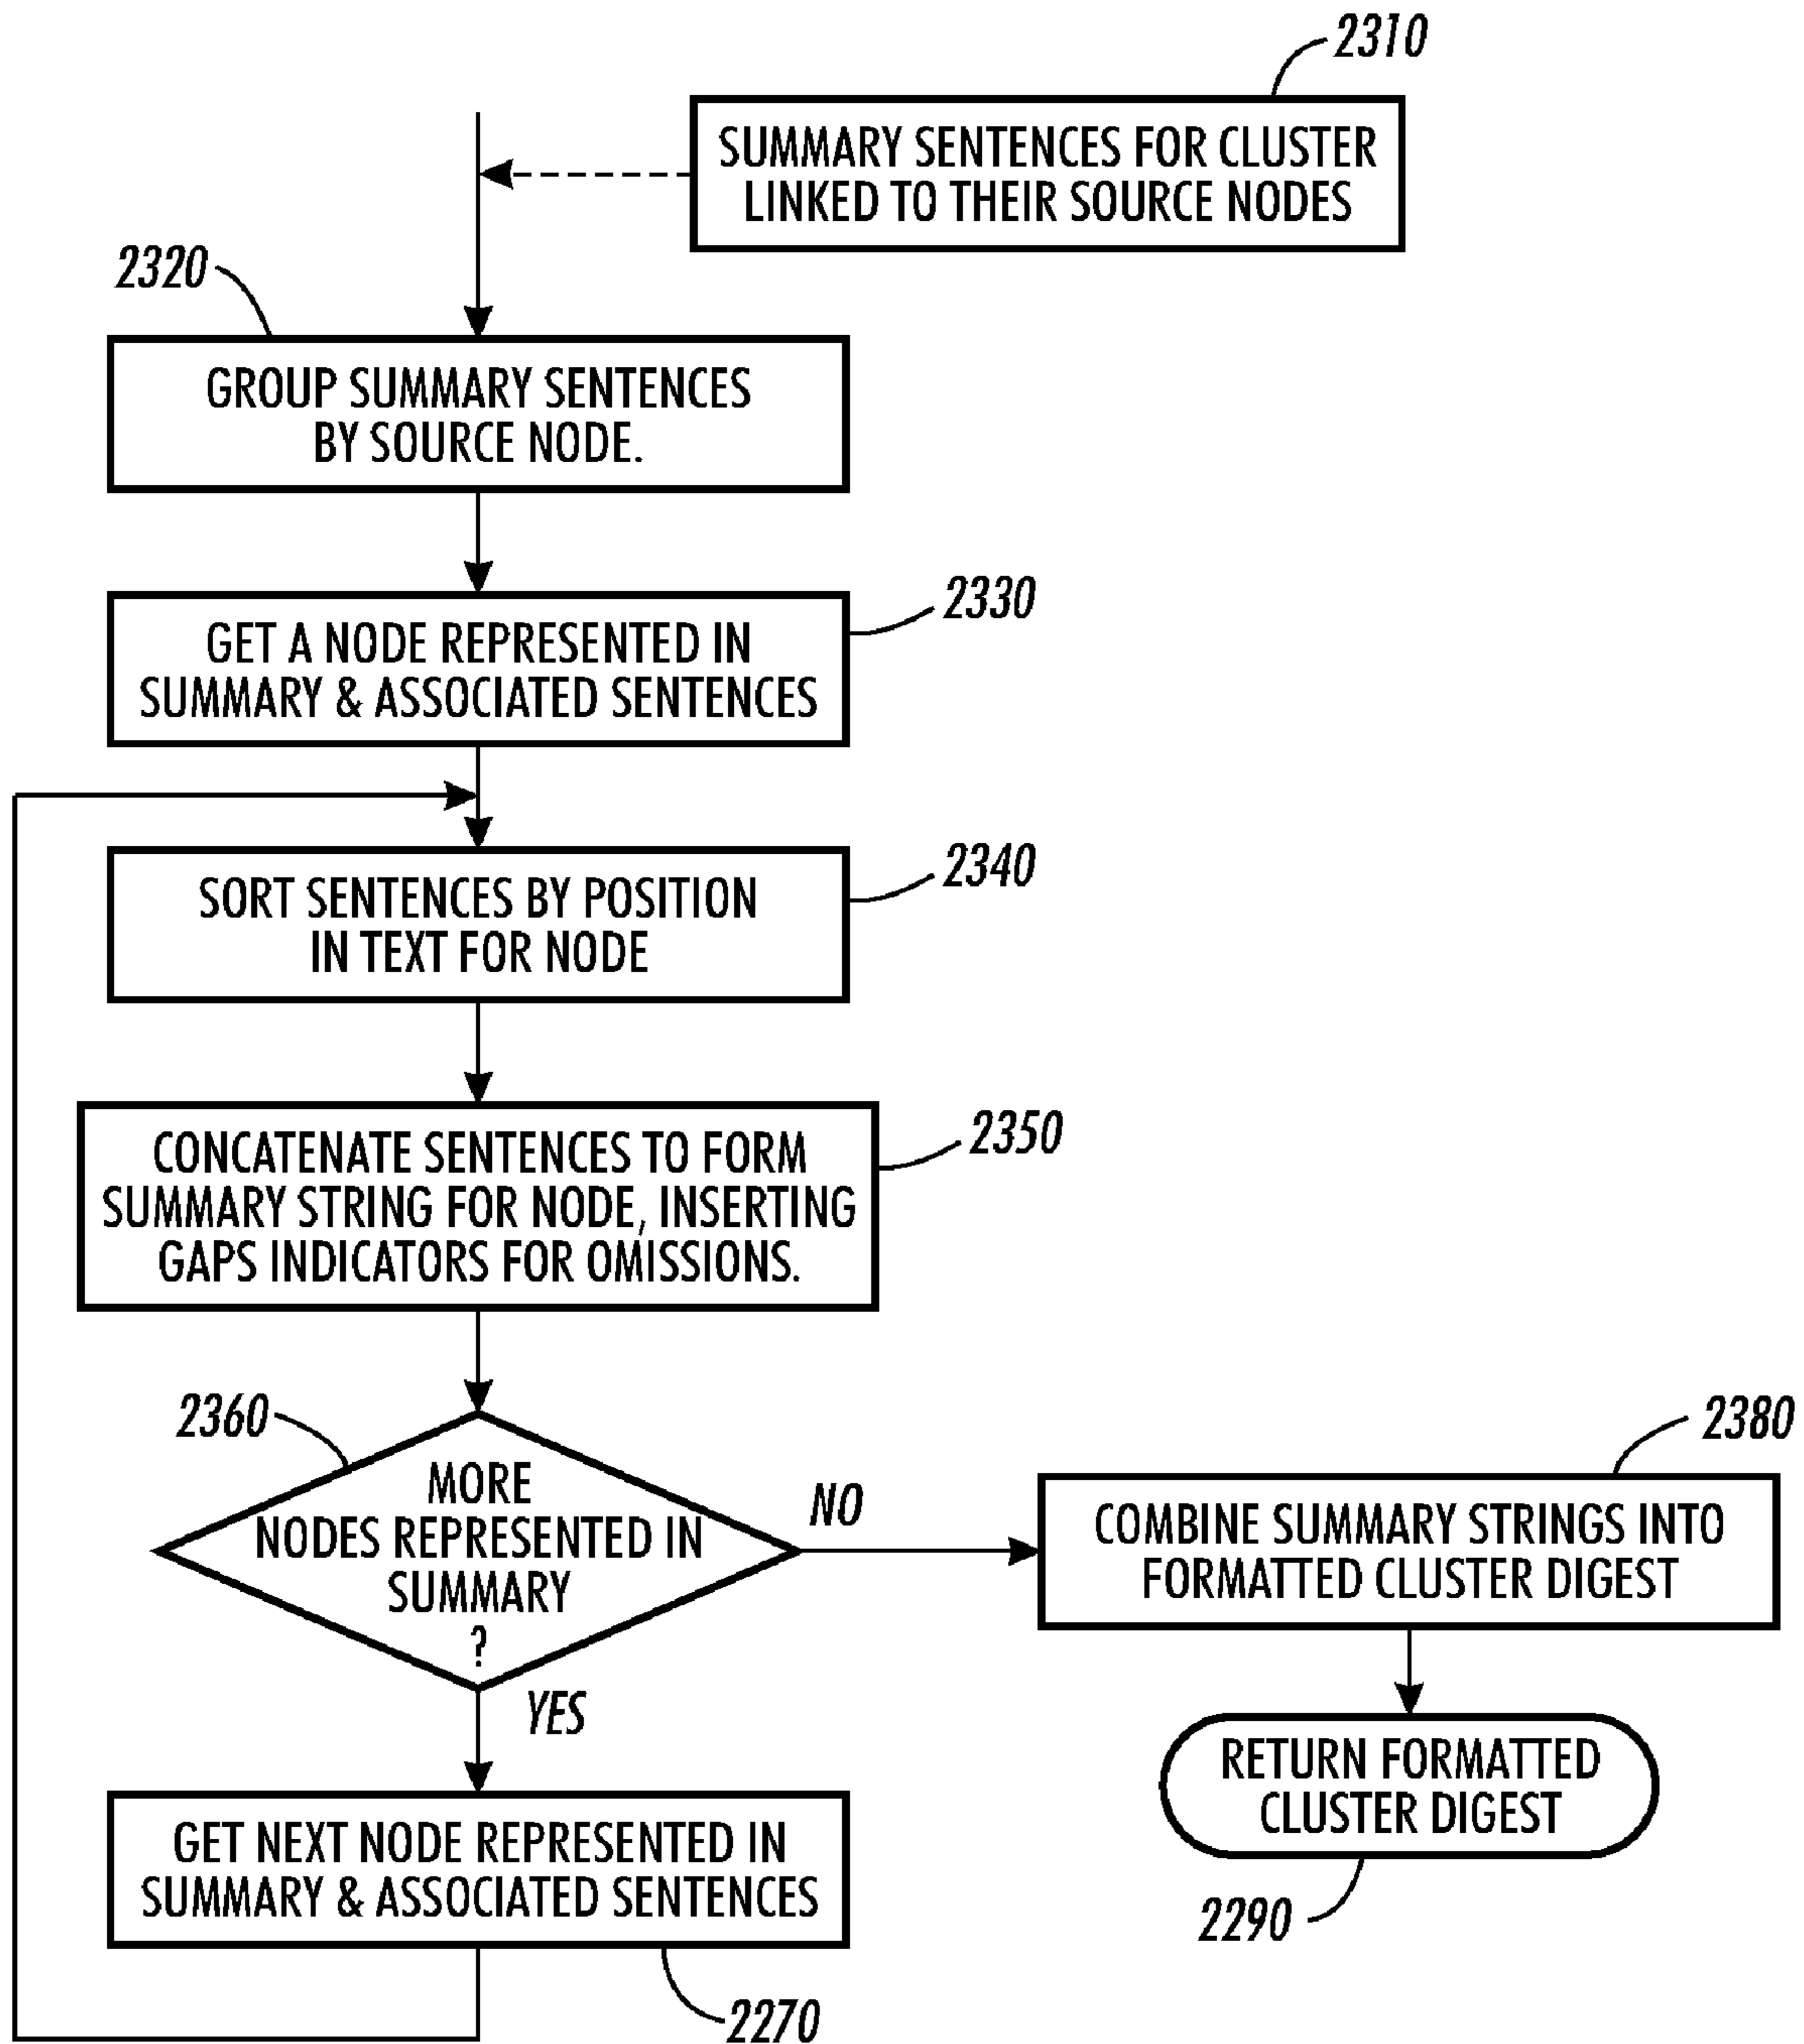 2310
SUMMARY SENTENCES FOR CLUSTER
LINKED TO THEIR SOURCE NODES
2320
GROUP SUMMARY SENTENCES
BY SOURCE NODE.
2330
GET A NODE REPRESENTED IN
SUMMARY & ASSOCIATED SENTENCES
2340
SORT SENTENCES BY POSITION
IN TEXT FOR NODE
2350
CONCATENATE SENTENCES TO FORM
SUMMARY STRING FOR NODE, INSERTING
GAPS INDICATORS FOR OMISSIONS.
2360
MORE
NODES REPRESENTED IN
SUMMARY
?
NO
YES
2380
COMBINE SUMMARY STRINGS INTO
FORMATTED CLUSTER DIGEST
RETURN FORMATTED
CLUSTER DIGEST
2290
GET NEXT NODE REPRESENTED IN
SUMMARY & ASSOCIATED SENTENCES
2270